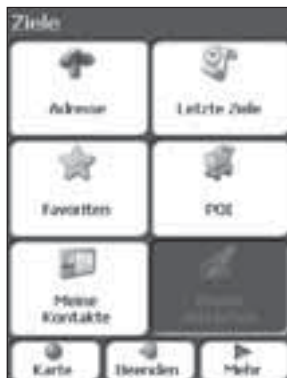 Ziele
Adresse
Letzte Ziele
Favoriten
POI
Meine
Kontakte
Karte
Beenden
Mehr